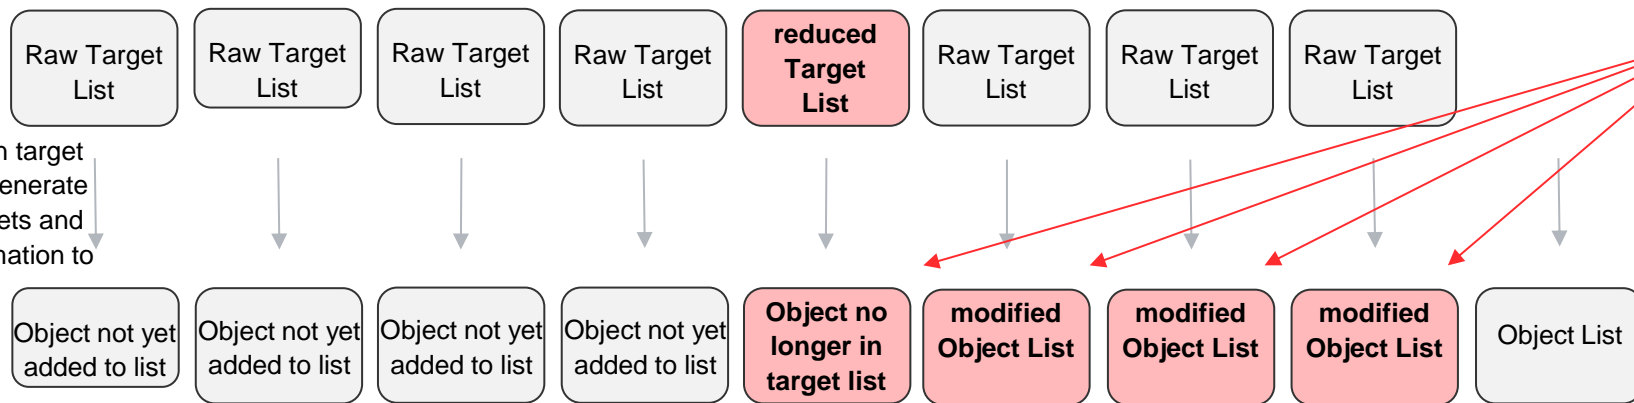 Raw Target
List
Raw Target
List
Raw Target
List
Raw Target
List
reduced
Target
List
Raw Target
List
Raw Target
List
Raw Target
List
target
ets and
to
Object not yet
added to list
Object not yet
added to list
Object not yet
added to list
Object not yet
added to list
Object no
longer in
target list
modified
Object List
modified
Object List
modified
Object List
Object List